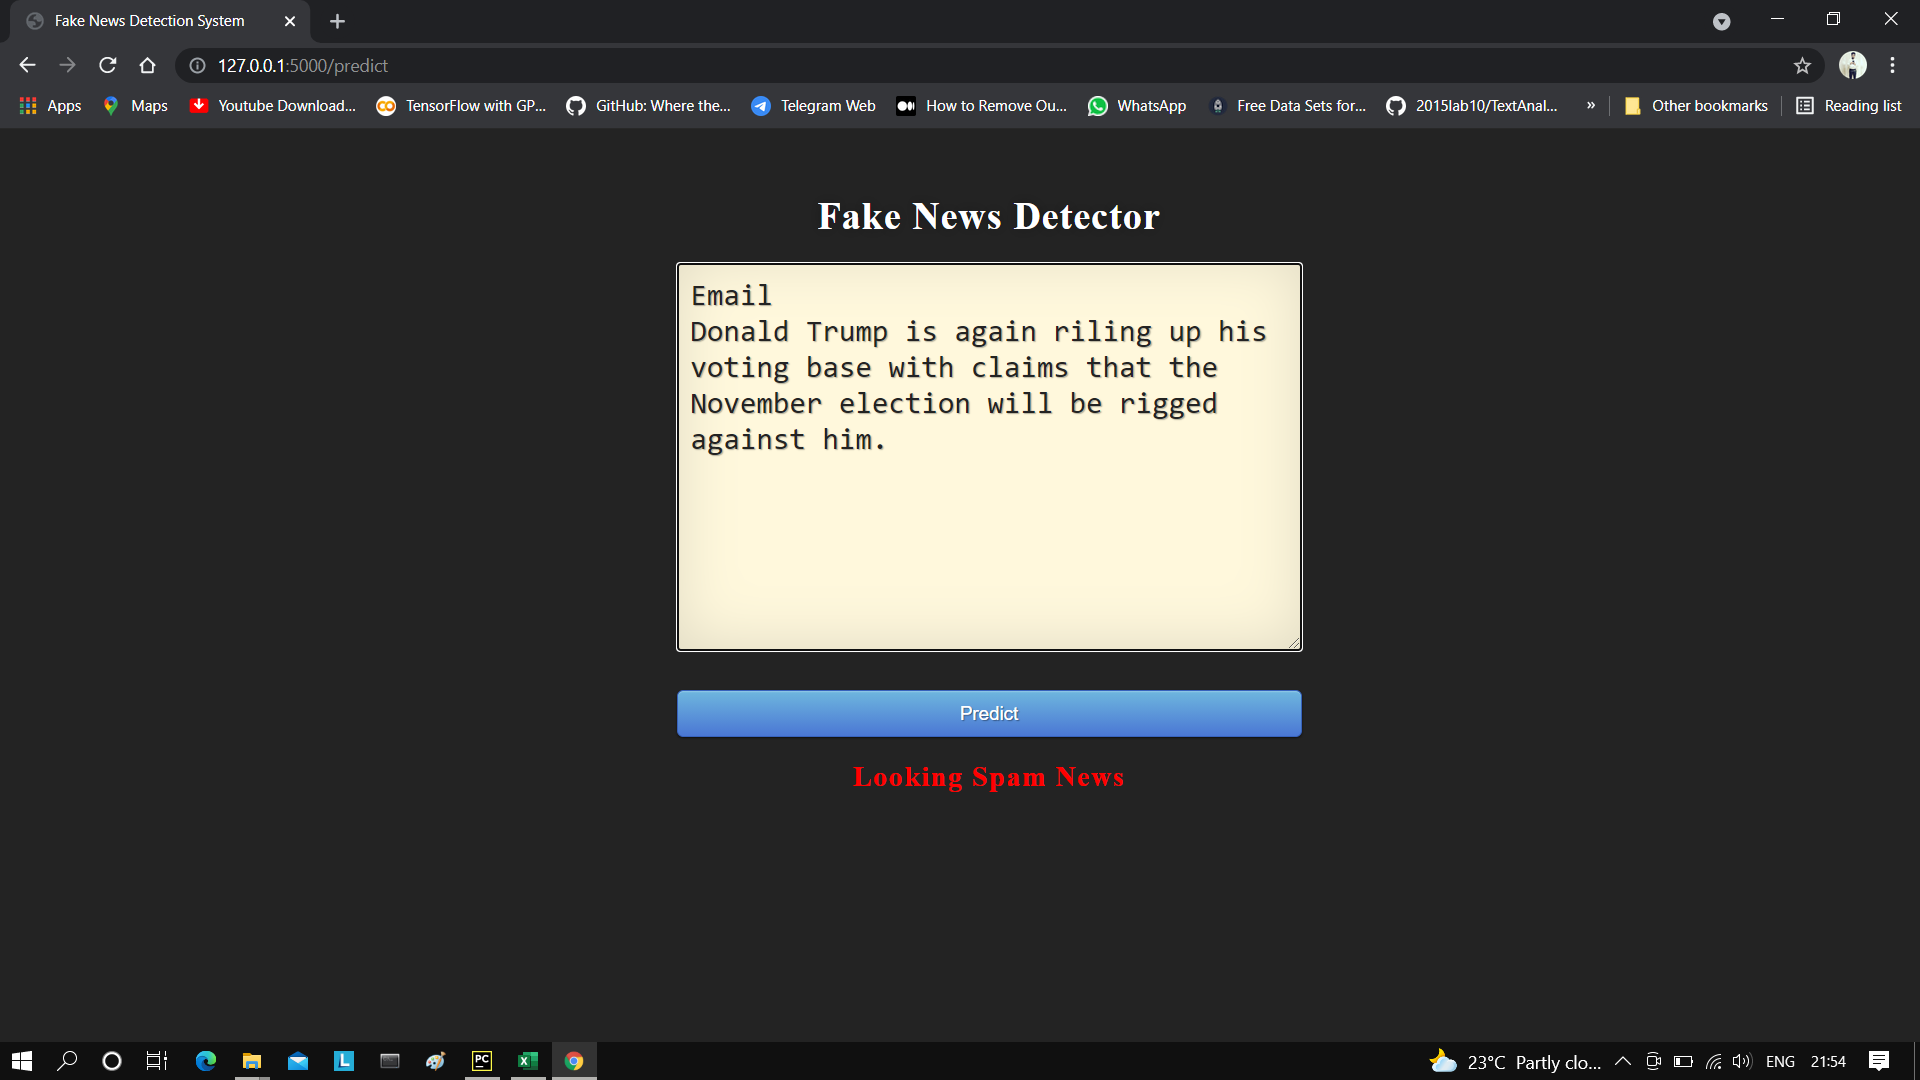 Fake News Detection System
127.0.0.1:5000/predict
Apps Maps Youtube Download... TensorFlow with GP... GitHub: Where the... Telegram Web How to Remove Ou... WhatsApp Free Data Sets for... 2015lab10/TextAnal... » Other bookmarks Reading list
Fake News Detector
Email
Donald Trump is again riling up his
voting base with claims that the
November election will be rigged
against him.
Predict
Looking Spam News
L PC 23°C Partly clo... ENG 21:54